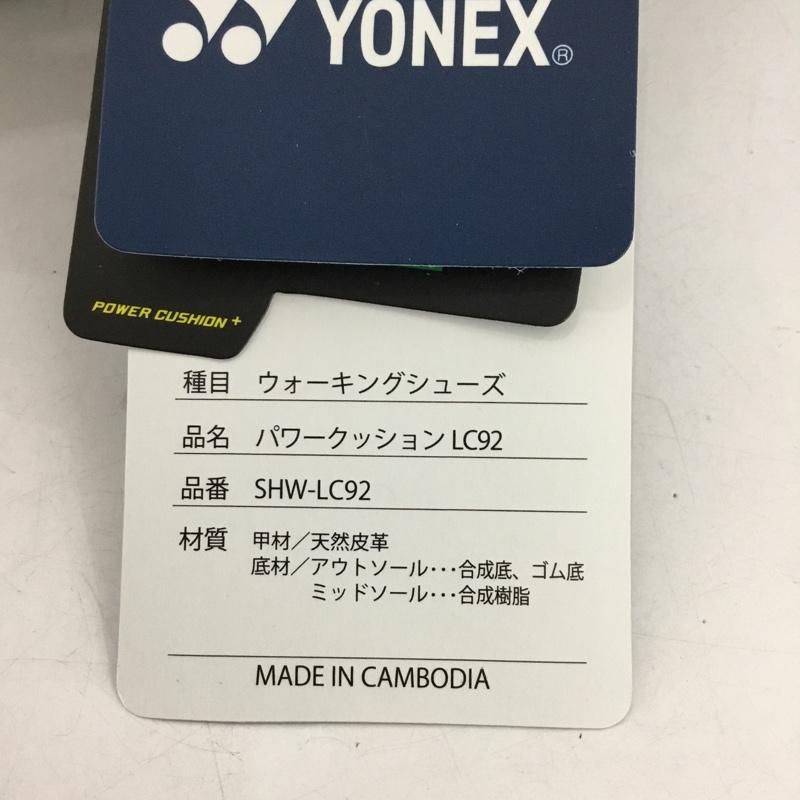 YONEX®
POWER CUSHION +
種目 ウォーキングシューズ
品名 パワークッション LC92
品番 SHW-LC92
材質 甲材／天然皮革
底材／アウトソール･･･合成底、ゴム底
ミッドソール･･･合成樹脂
MADE IN CAMBODIA